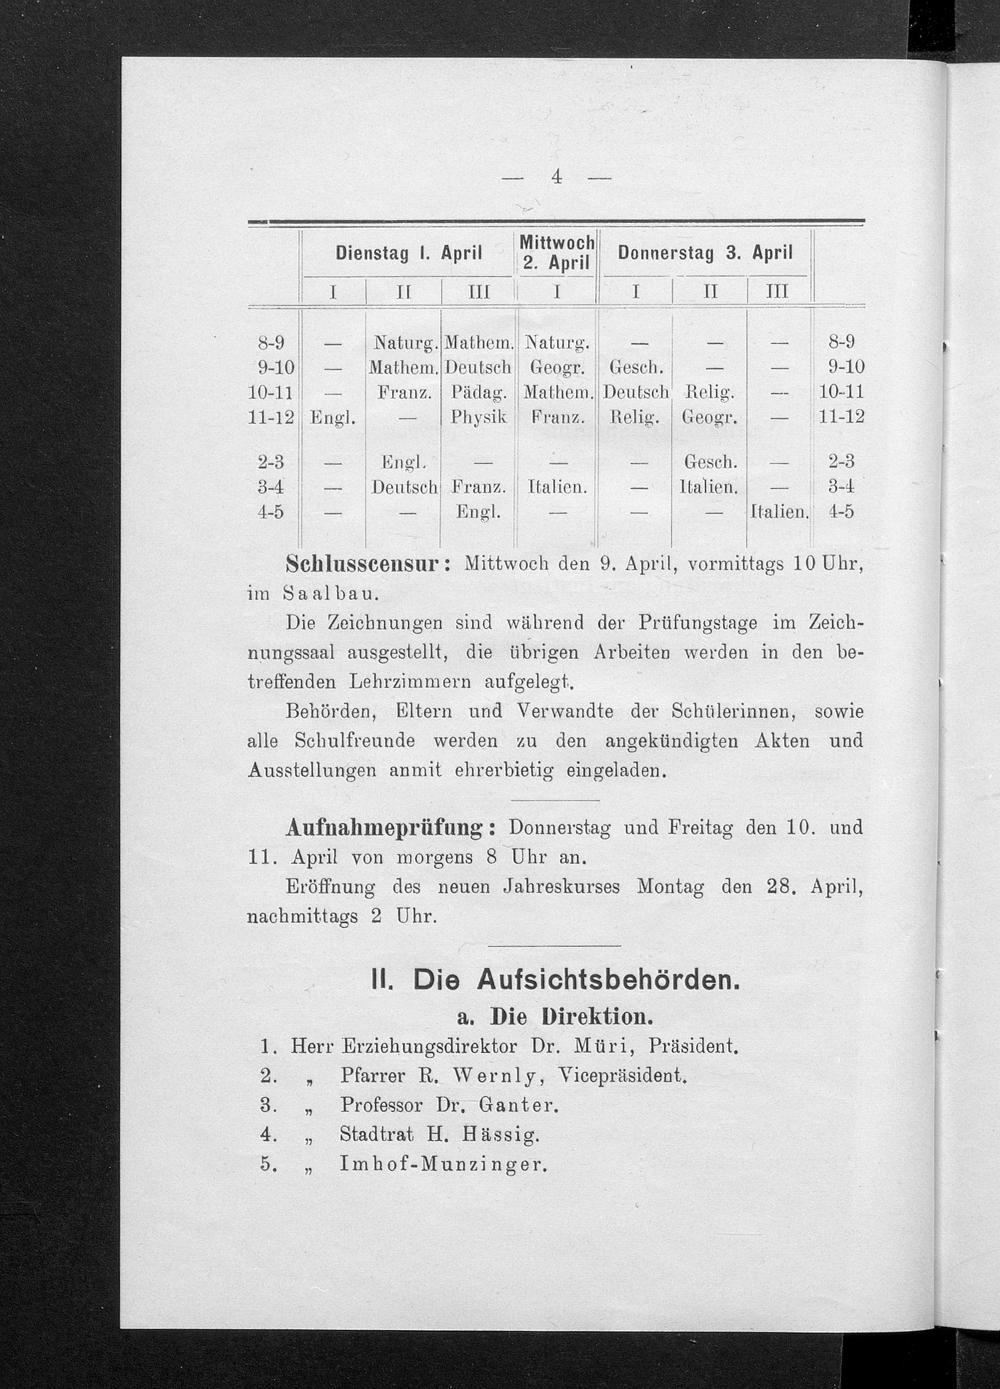 — 4 —
Dienstag 1. April Mittwoch 2. April Donnerstag 3. April
I II III I I II III
8-9 — Naturg. Mathem. Naturg. — — — 8-9
9-10 — Mathem. Deutsch Geogr. Gesch. — — 9-10
10-11 — Franz. Pädag. Mathem. Deutsch Relig. — 10-11
11-12 Engl. — Physik Franz. Relig. Geogr. — 11-12
2-3 — Engl. — — — Gesch. — 2-3
3-4 — Deutsch Franz. Italien. — Italien. — 3-4
4-5 — — Engl. — — — Italien. 4-5
Schlusscensur: Mittwoch den 9. April, vormittags 10 Uhr,
im Saalbau.
Die Zeichnungen sind während der Prüfungstage im Zeich-
nungssaal ausgestellt, die übrigen Arbeiten werden in den be-
treffenden Lehrzimmern aufgelegt.
Behörden, Eltern und Verwandte der Schülerinnen, sowie
alle Schulfreunde werden zu den angekündigten Akten und
Ausstellungen anmit ehrerbietig eingeladen.
Aufnahmeprüfung: Donnerstag und Freitag den 10. und
11. April von morgens 8 Uhr an.
Eröffnung des neuen Jahreskurses Montag den 28. April,
nachmittags 2 Uhr.
II. Die Aufsichtsbehörden.
a. Die Direktion.
1. Herr Erziehungsdirektor Dr. Müri, Präsident.
2. „ Pfarrer R. Wernly, Vicepräsident.
3. „ Professor Dr. Ganter.
4. „ Stadtrat H. Hässig.
5. „ Imhof-Munzinger.